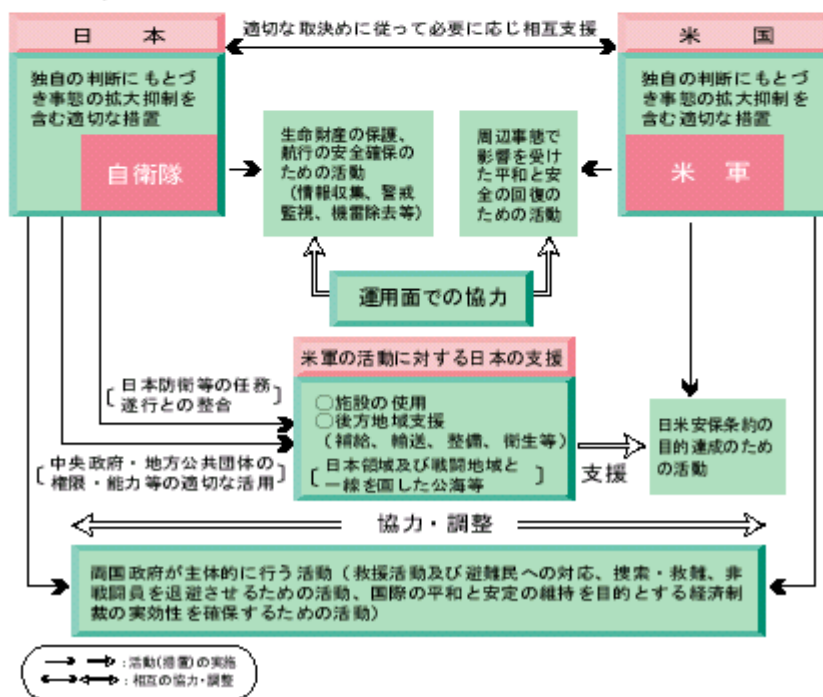 日本
適切な取決めに従って必要に応じ相互支援
米国
独自の判断にもとづ
き事態の拡大抑制を
含む適切な措置
自衛隊
生命財産の保護、
航行の安全確保の
ための活動
(情報収集、警戒
監視、機雷除去等)
周辺事態で
影響を受け
た平和と安
全の回復の
ための活動
独自の判断にもとづ
き事態の拡大抑制を
含む適切な措置
米軍
運用面での協力
米軍の活動に対する日本の支援
[日本防衛等の任務
遂行との整合]
○施設の使用
○後方地域支援
(補給、輸送、整備、衛生等)
[日本領域及び戦闘地域と
一線を画した公海等]
[中央政府・地方公共団体の
権限・能力等の適切な活用]
支援
日米安保条約の
目的達成のため
の活動
協力・調整
両国政府が主体的に行う活動(救援活動及び避難民への対応、捜索・救難、非
戦闘員を退避させるための活動、国際の平和と安定の維持を目的とする経済制
裁の実効性を確保するための活動)
:活動(措置)の実施
:相互の協力・調整